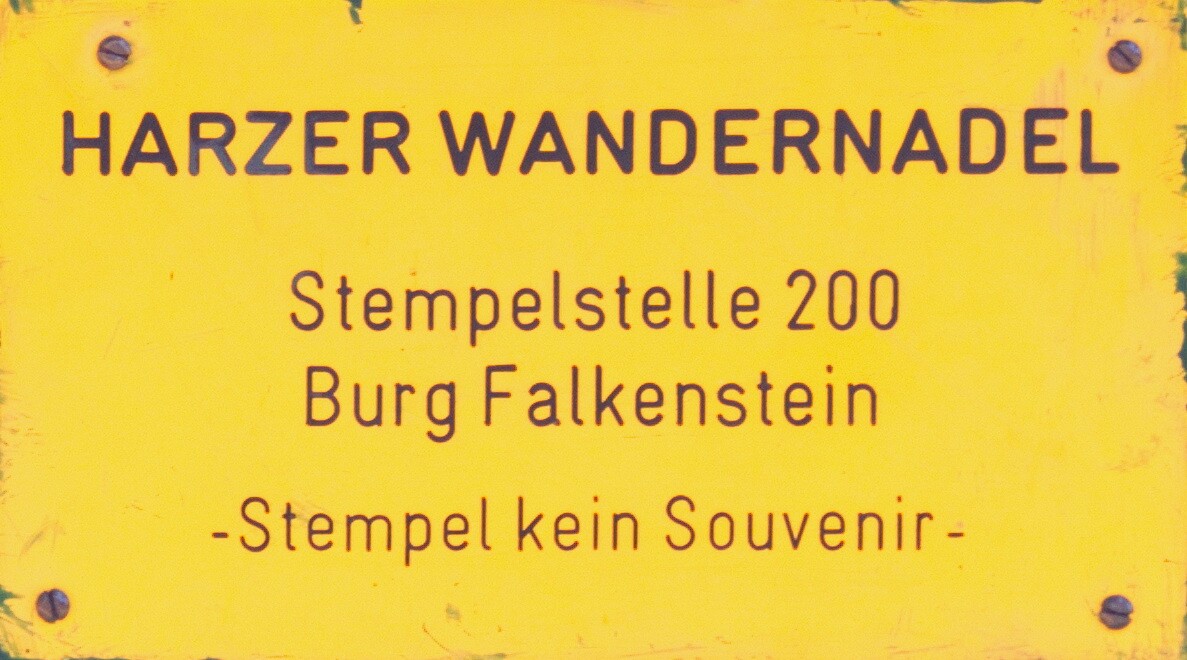 HARZER WANDERNADEL
Stempelstelle 200
Burg Falkenstein
-Stempel kein Souvenir-